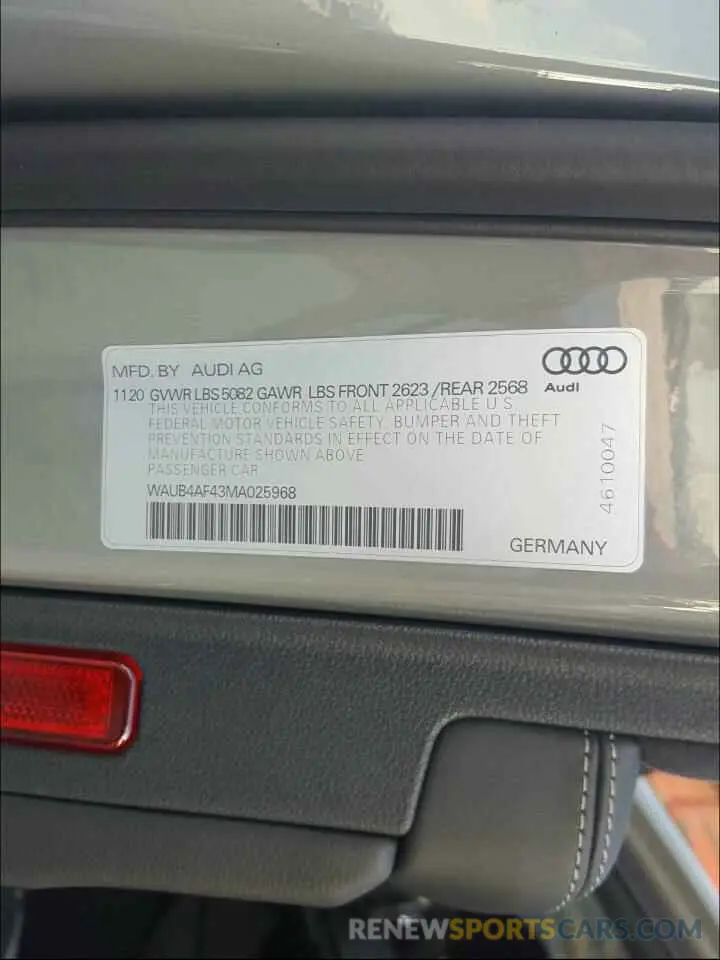 MFD. BY AUDI AG
Audi
1120 GVWR LBS 5082 GAWR LBS FRONT 2623 /REAR 2568
THIS VEHICLE CONFORMS TO ALL APPLICABLE U S
FEDERAL MOTOR VEHICLE SAFETY, BUMPER AND THEFT
PREVENTION STANDARDS IN EFFECT ON THE DATE OF
MANUFACTURE SHOWN ABOVE
PASSENGER CAR
WAUB4AF43MA025968
4610047
GERMANY
RENEWSPORTSCARS.COM